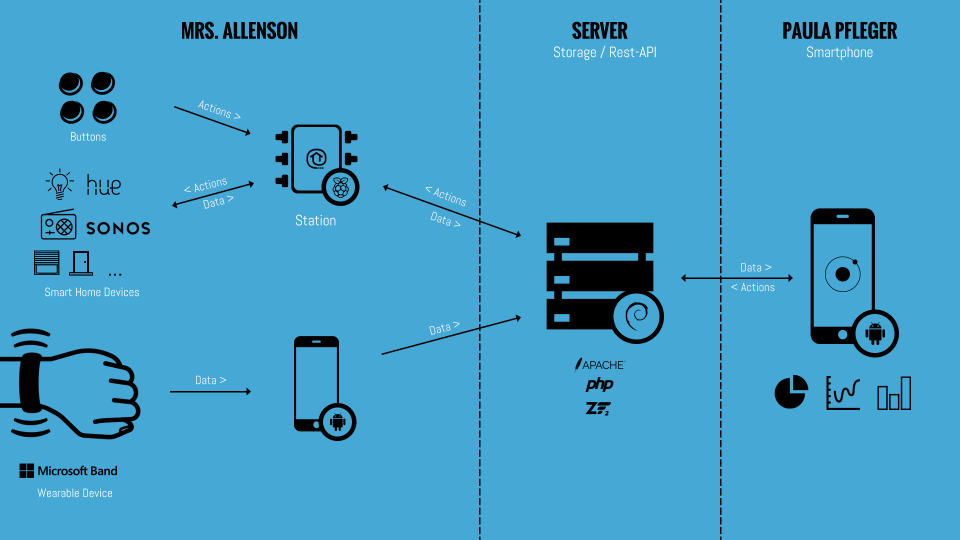 MRS. ALLENSON
SERVER
Storage / Rest-API
PAULA PFLEGER
Smartphone
Buttons
Actions >
hue
SONOS
...
Smart Home Devices
< Actions
Data >
Station
< Actions
Data >
Data >
< Actions
Data >
Data >
APACHE
php
ZF2
Microsoft Band
Wearable Device